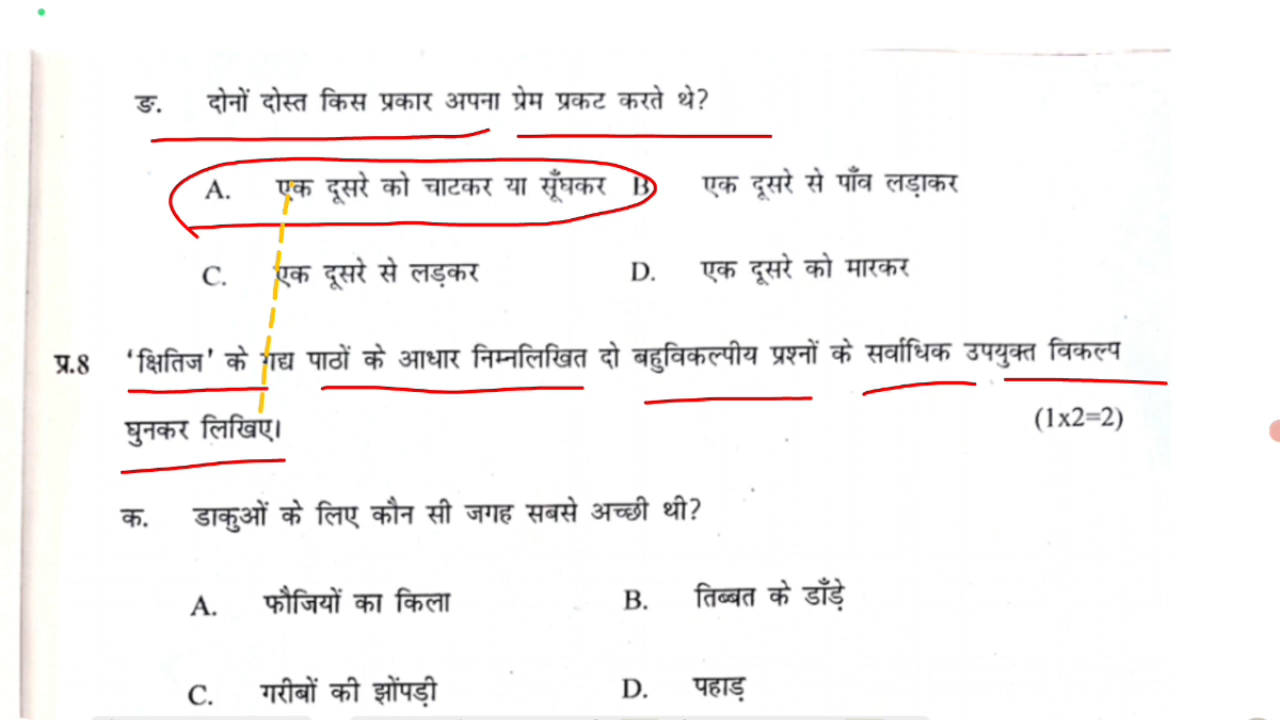 ङ. दोनों दोस्त किस प्रकार अपना प्रेम प्रकट करते थे?
A. एक दूसरे को चाटकर या सूँघकर B. एक दूसरे से पाँव लड़ाकर
C. एक दूसरे से लड़कर D. एक दूसरे को मारकर
प्र.8 'क्षितिज' के गद्य पाठों के आधार निम्नलिखित दो बहुविकल्पीय प्रश्नों के सर्वाधिक उपयुक्त विकल्प
घुनकर लिखिए। (1x2=2)
क. डाकुओं के लिए कौन सी जगह सबसे अच्छी थी?
A. फौजियों का किला B. तिब्बत के डाँड़े
C. गरीबों की झोंपड़ी D. पहाड़